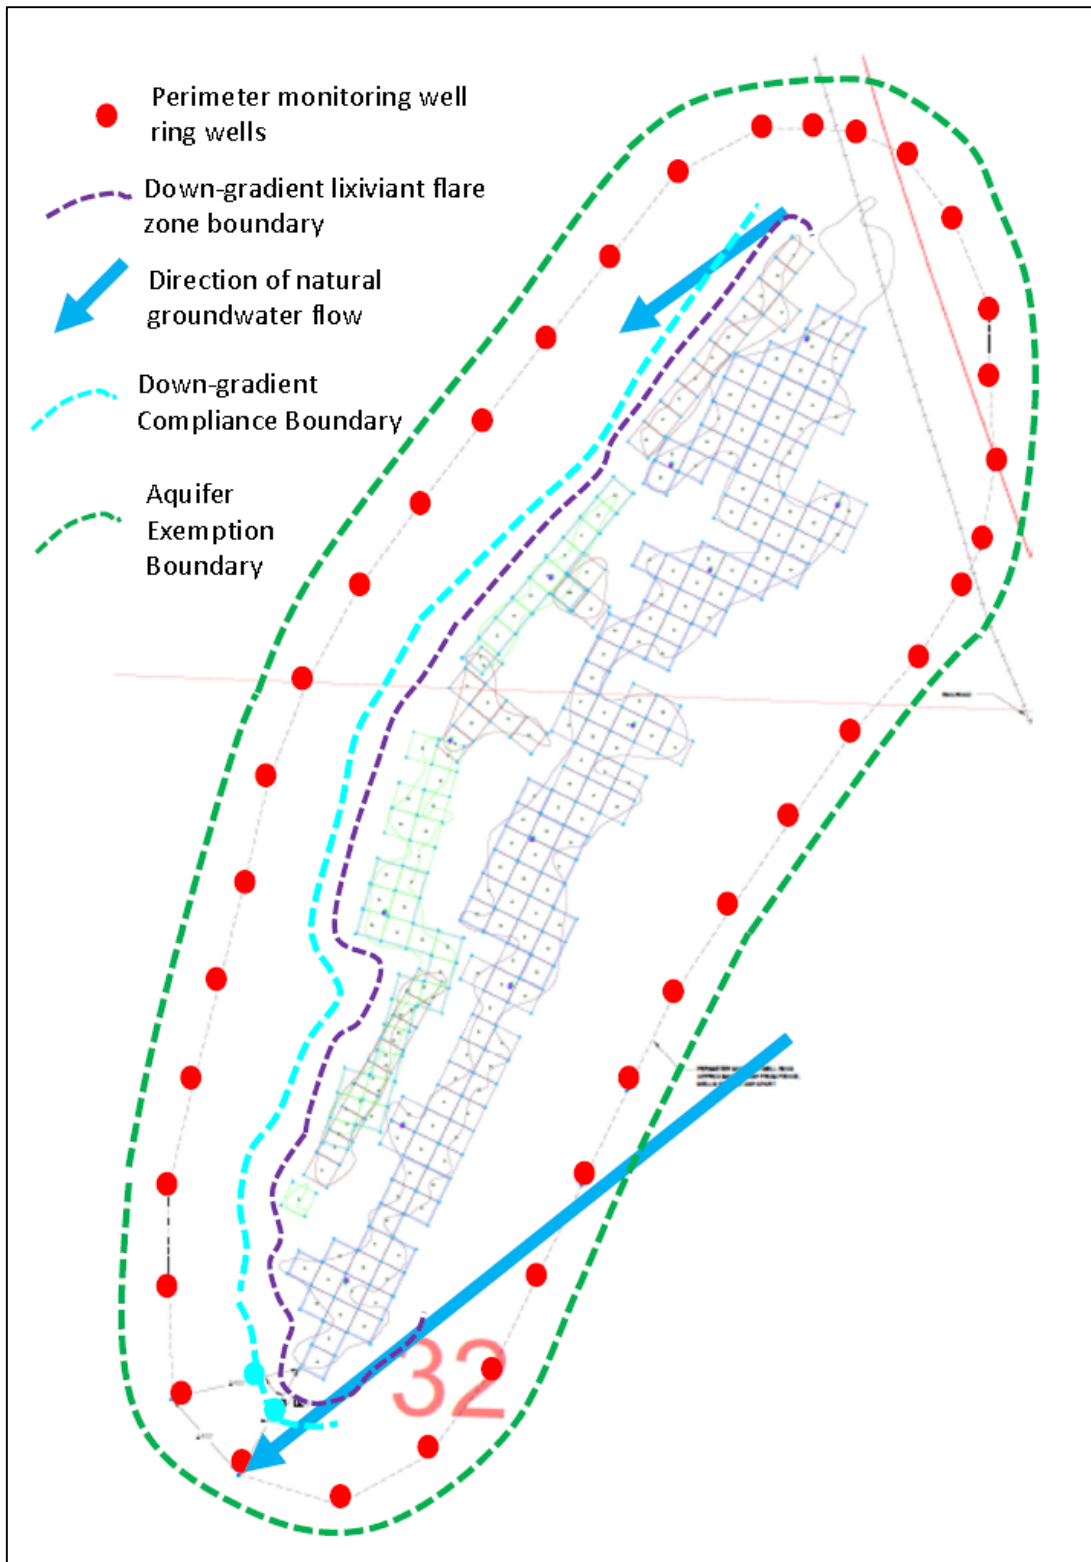 Perimeter monitoring well
ring wells
Down-gradient lixiviant flare
zone boundary
Direction of natural
groundwater flow
Down-gradient
Compliance Boundary
Aquifer
Exemption
Boundary
32